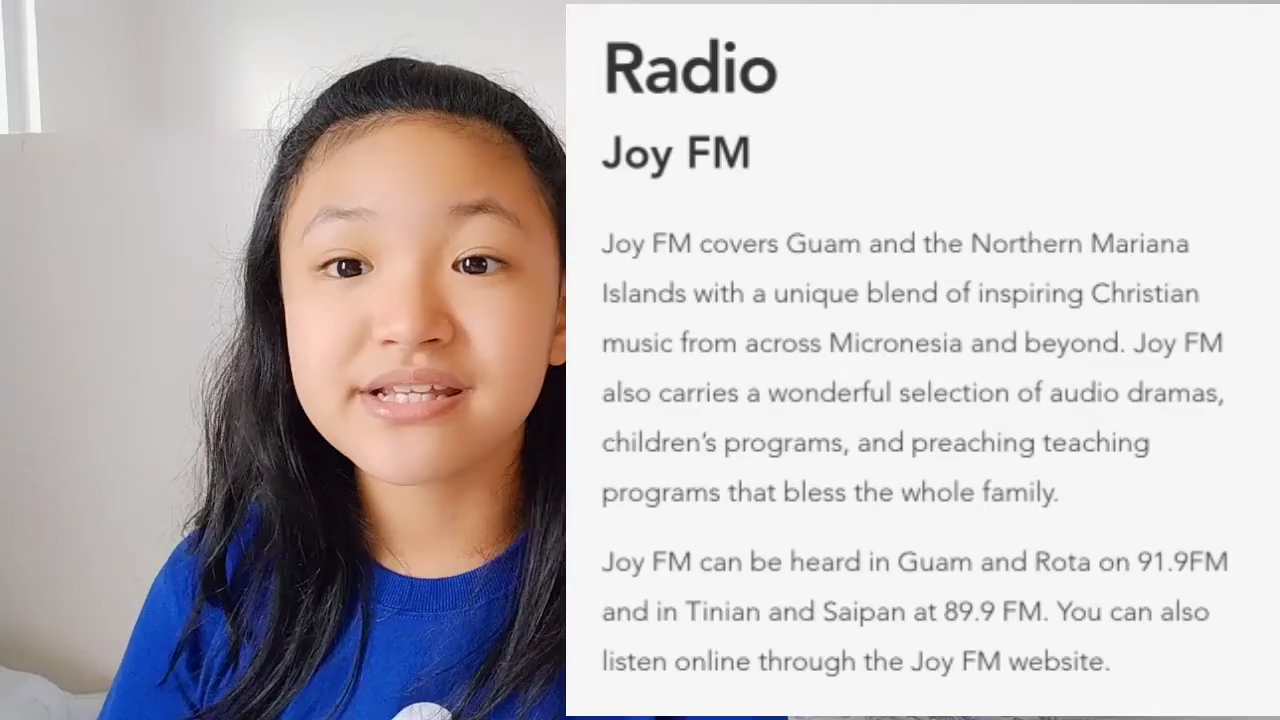 Radio
Joy FM
Joy FM covers Guam and the Northern Mariana
Islands with a unique blend of inspiring Christian
music from across Micronesia and beyond. Joy FM
also carries a wonderful selection of audio dramas,
children's programs, and preaching teaching
programs that bless the whole family.
Joy FM can be heard in Guam and Rota on 91.9FM
and in Tinian and Saipan at 89.9 FM. You can also
listen online through the Joy FM website.